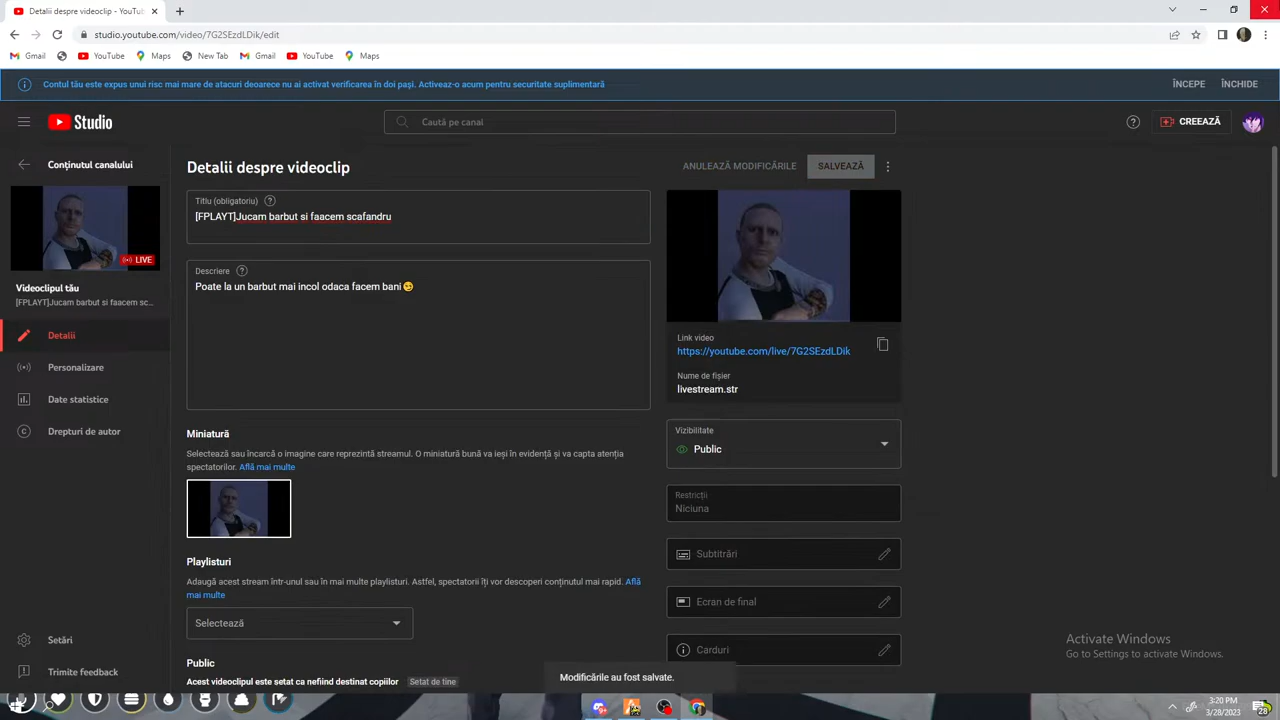 Detalii despre videoclip - YouTu
studio.youtube.com/video/7G2SEzdLDik/edit
Gmail YouTube Maps New Tab Gmail YouTube Maps
Contul tău este expus unui risc mai mare de atacuri deoarece nu ai activat verificarea în doi pași. Activeaz-o acum pentru securitate suplimentară
ÎNCEPE ÎNCHIDE
Studio
Caută pe canal
CREEAZĂ
Conținutul canalului
LIVE
Videoclipul tău
[FPLAYT]Jucam barbut si faacem sc...
Detalii
Personalizare
Date statistice
Drepturi de autor
Setări
Trimite feedback
Detalii despre videoclip
ANULEAZĂ MODIFICĂRILE SALVEAZĂ
Titlu (obligatoriu)
[FPLAYT]Jucam barbut si faacem scafandru
Descriere
Poate la un barbut mai incol odaca facem bani😏
Miniatură
Selectează sau încarcă o imagine care reprezintă streamul. O miniatură bună va ieși în evidență și va capta atenția
spectatorilor. Află mai multe
Playlisturi
Adaugă acest stream într-unul sau în mai multe playlisturi. Astfel, spectatorii îți vor descoperi conținutul mai rapid. Află
mai multe
Selectează
Public
Acest videoclipul este setat ca nefiind destinat copiilor Setat de tine
Link video
https://youtube.com/live/7G2SEzdLDik
Nume de fișier
livestream.str
Vizibilitate
Public
Restricții
Niciuna
Subtitrări
Ecran de final
Carduri
Modificările au fost salvate.
Activate Windows
Go to Settings to activate Windows.
3:20 PM
3/28/2023
28